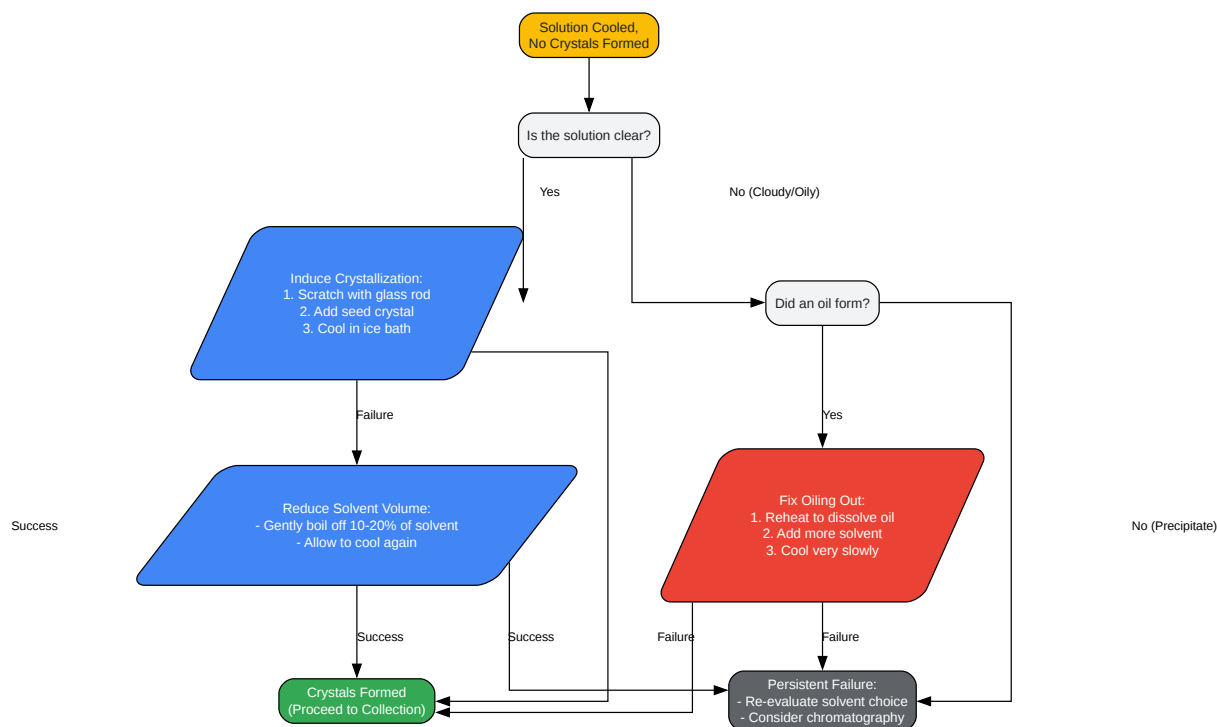 Solution Cooled,
No Crystals Formed
Is the solution clear?
Yes
No (Cloudy/Oily)
Induce Crystallization:
1. Scratch with glass rod
2. Add seed crystal
3. Cool in ice bath
Did an oil form?
Failure
Yes
Reduce Solvent Volume:
- Gently boil off 10-20% of solvent
- Allow to cool again
Fix Oiling Out:
1. Reheat to dissolve oil
2. Add more solvent
3. Cool very slowly
Success
No (Precipitate)
Success
Success
Failure
Failure
Crystals Formed
(Proceed to Collection)
Persistent Failure:
- Re-evaluate solvent choice
- Consider chromatography